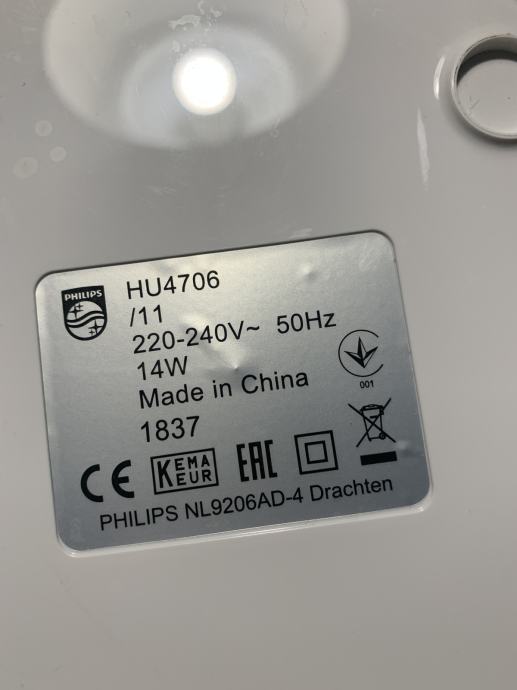 PHILIPS
HU4706
/11
220-240V~ 50Hz
14W
Made in China
1837
001
CE KEMA KEUR EAC
PHILIPS NL9206AD-4 Drachten